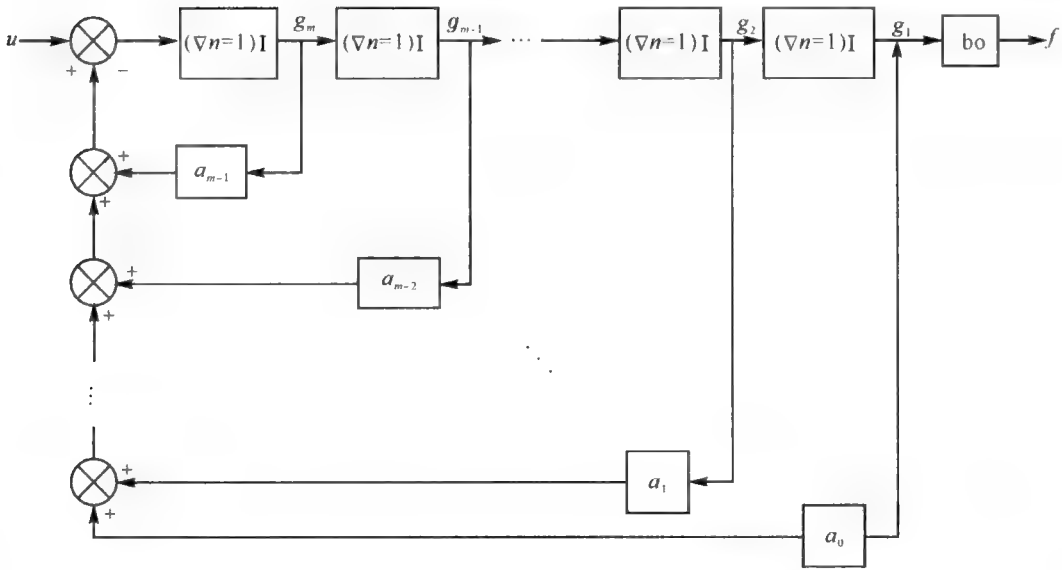 u
+
−
(∇n=1)I
g_m
(∇n=1)I
g_{m-1}
···
(∇n=1)I
g_2
(∇n=1)I
g_1
bo
f
+
a_{m-1}
+
+
a_{m-2}
+
⋮
⋱
+
a_1
+
a_0